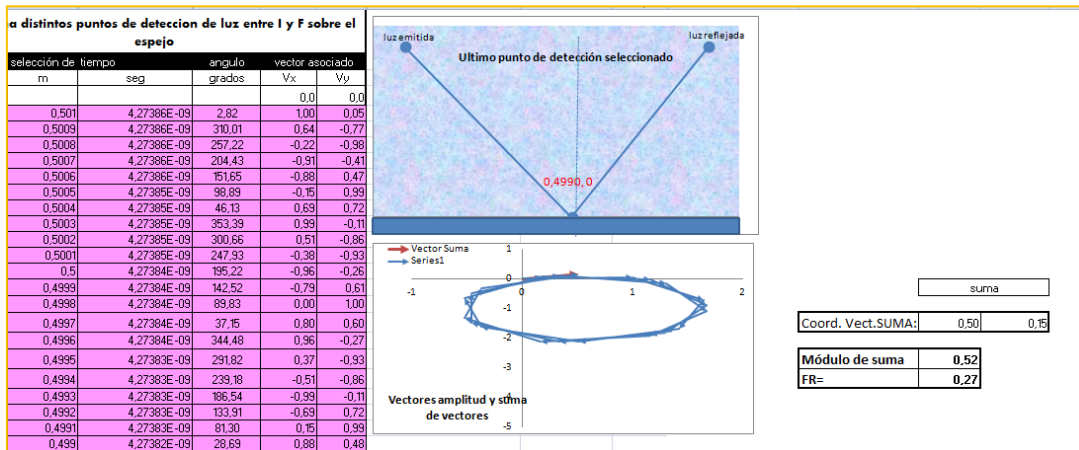 a distintos puntos de deteccion de luz entre I y F sobre el
espejo
selección de tiempo angulo vector asociado
m seg grados Vx Vy
0,0 0,0
0,501 4,27386E-09 2,82 1,00 0,05
0,5009 4,27386E-09 310,01 0,64 -0,77
0,5008 4,27386E-09 257,22 -0,22 -0,98
0,5007 4,27386E-09 204,43 -0,91 -0,41
0,5006 4,27386E-09 151,65 -0,88 0,47
0,5005 4,27385E-09 98,89 -0,15 0,99
0,5004 4,27385E-09 46,13 0,69 0,72
0,5003 4,27385E-09 353,39 0,99 -0,11
0,5002 4,27385E-09 300,66 0,51 -0,86
0,5001 4,27385E-09 247,93 -0,38 -0,93
0,5 4,27384E-09 195,22 -0,96 -0,26
0,4999 4,27384E-09 142,52 -0,79 0,61
0,4998 4,27384E-09 89,83 0,00 1,00
0,4997 4,27384E-09 37,15 0,80 0,60
0,4996 4,27384E-09 344,48 0,96 -0,27
0,4995 4,27383E-09 291,82 0,37 -0,93
0,4994 4,27383E-09 239,18 -0,51 -0,86
0,4993 4,27383E-09 186,54 -0,99 -0,11
0,4992 4,27383E-09 133,91 -0,69 0,72
0,4991 4,27383E-09 81,30 0,15 0,99
0,499 4,27382E-09 28,69 0,88 0,48
luz emitida
luz reflejada
Ultimo punto de detección seleccionado
0,4990, 0
Vector Suma
Series1
1
0
-1
-2
-3
-4
-5
-1 0 1 2
Vectores amplitud y suma
de vectores
suma
Coord. Vect.SUMA: 0,50 0,15
Módulo de suma 0,52
FR= 0,27